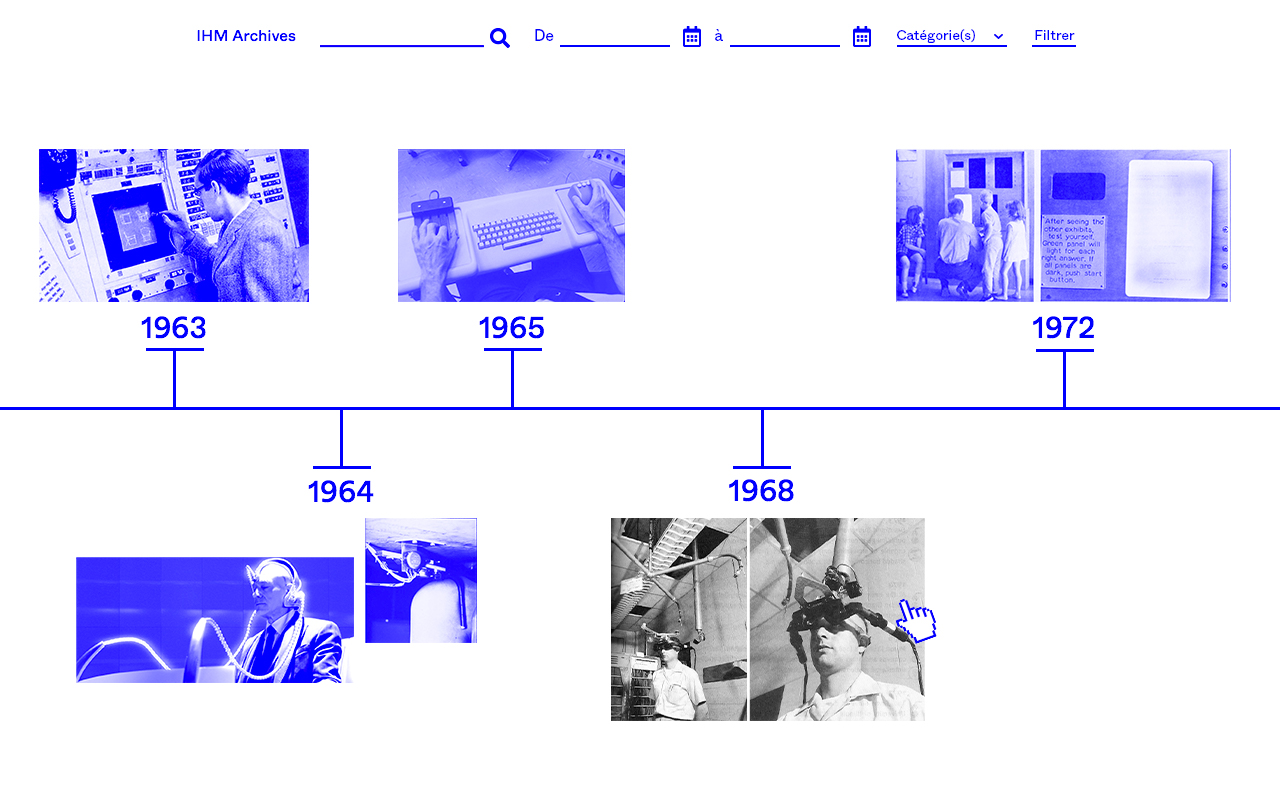 IHM Archives
De
à
Catégorie(s)
Filtrer
After seeing the
other exhibits,
test yourself.
Green panel will
light for each
right answer. If
all panels are
dark, push start
button.
1963
1965
1972
1964
1968